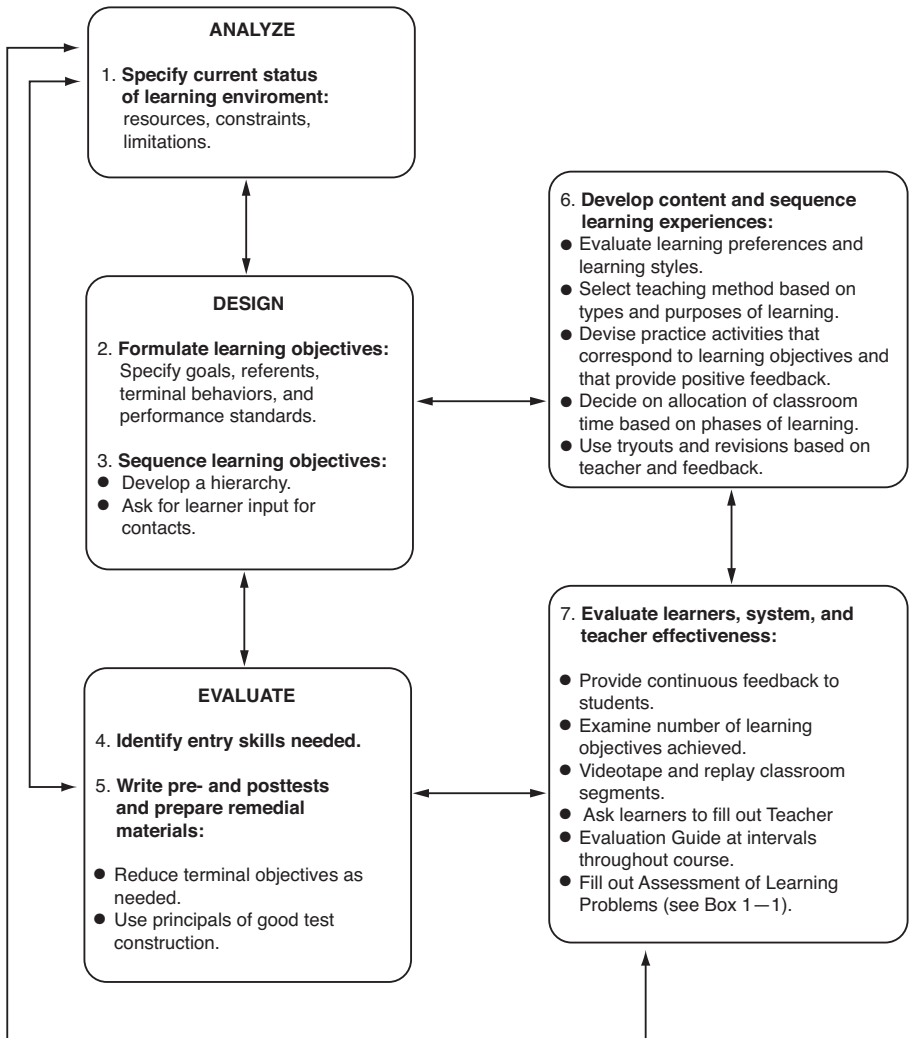 ANALYZE
1. Specify current status
of learning enviroment:
resources, constraints,
limitations.
DESIGN
2. Formulate learning objectives:
Specify goals, referents,
terminal behaviors, and
performance standards.
3. Sequence learning objectives:
● Develop a hierarchy.
● Ask for learner input for
contacts.
EVALUATE
4. Identify entry skills needed.
5. Write pre- and posttests
and prepare remedial
materials:
● Reduce terminal objectives as
needed.
● Use principals of good test
construction.
6. Develop content and sequence
learning experiences:
● Evaluate learning preferences and
learning styles.
● Select teaching method based on
types and purposes of learning.
● Devise practice activities that
correspond to learning objectives and
that provide positive feedback.
● Decide on allocation of classroom
time based on phases of learning.
● Use tryouts and revisions based on
teacher and feedback.
7. Evaluate learners, system, and
teacher effectiveness:
● Provide continuous feedback to
students.
● Examine number of learning
objectives achieved.
● Videotape and replay classroom
segments.
● Ask learners to fill out Teacher
● Evaluation Guide at intervals
throughout course.
● Fill out Assessment of Learning
Problems (see Box 1—1).